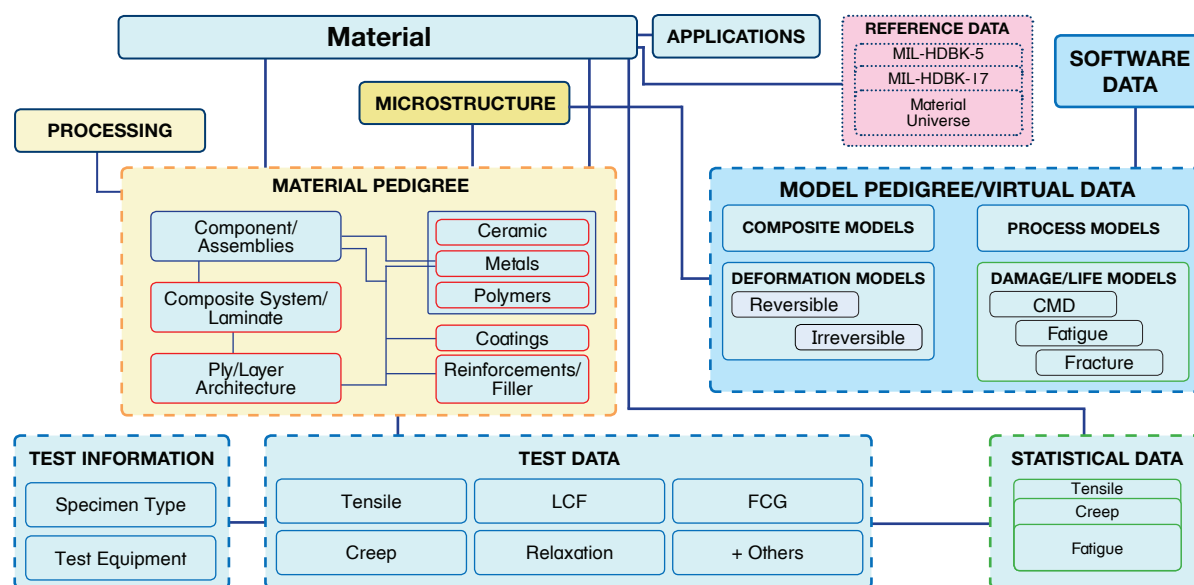 Material
APPLICATIONS
REFERENCE DATA
MIL-HDBK-5
MIL-HDBK-17
Material
Universe
SOFTWARE
DATA
PROCESSING
MICROSTRUCTURE
MATERIAL PEDIGREE
Component/
Assemblies
Composite System/
Laminate
Ply/Layer
Architecture
Ceramic
Metals
Polymers
Coatings
Reinforcements/
Filler
MODEL PEDIGREE/VIRTUAL DATA
COMPOSITE MODELS
PROCESS MODELS
DEFORMATION MODELS
Reversible
Irreversible
DAMAGE/LIFE MODELS
CMD
Fatigue
Fracture
TEST INFORMATION
Specimen Type
Test Equipment
TEST DATA
Tensile
LCF
FCG
Creep
Relaxation
+ Others
STATISTICAL DATA
Tensile
Creep
Fatigue